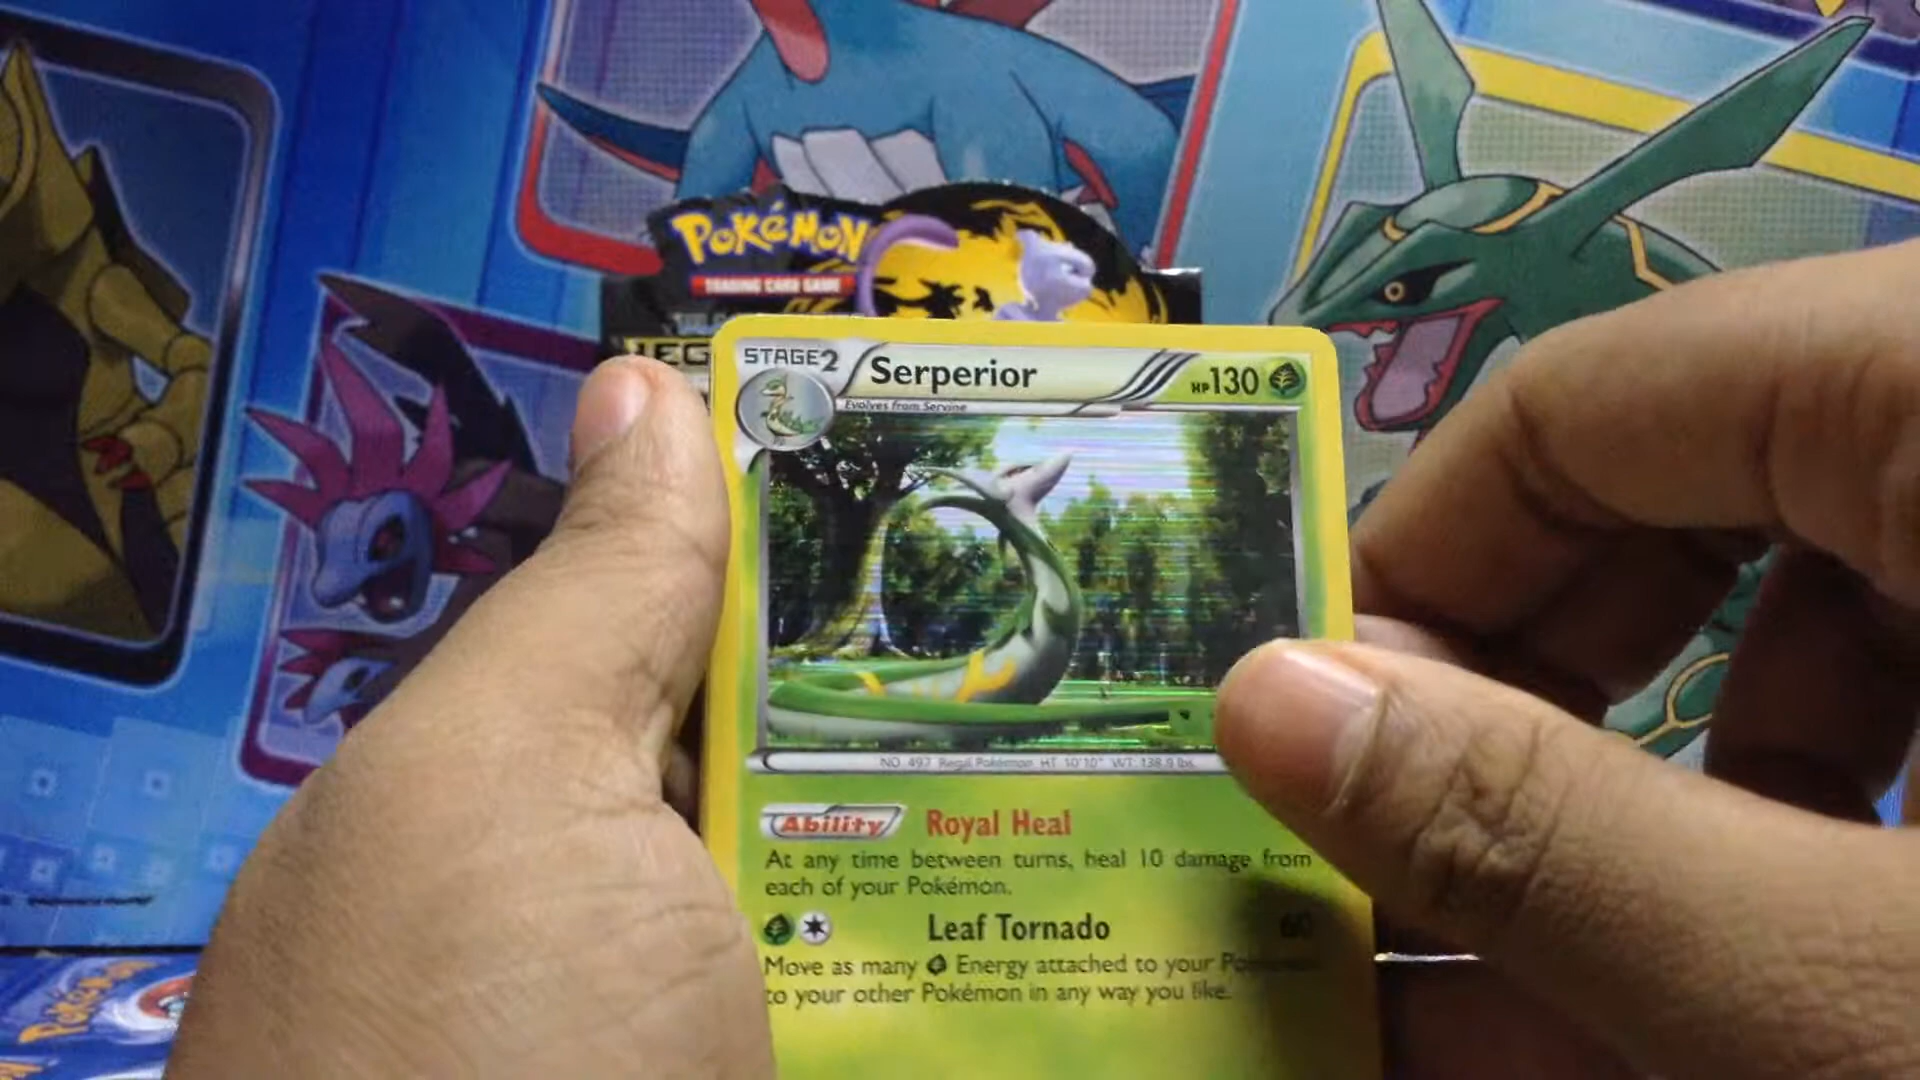 POKÉMON
TRADING CARD GAME
LEG
STAGE2
Serperior
HP130
Evolves from Servine
NO. 497 Regal Pokémon HT: 10'10" WT: 138.9 lbs.
Ability Royal Heal
At any time between turns, heal 10 damage from
each of your Pokémon.
Leaf Tornado 60
Move as many Energy attached to your
to your other Pokémon in any way you like.
POKÉMON